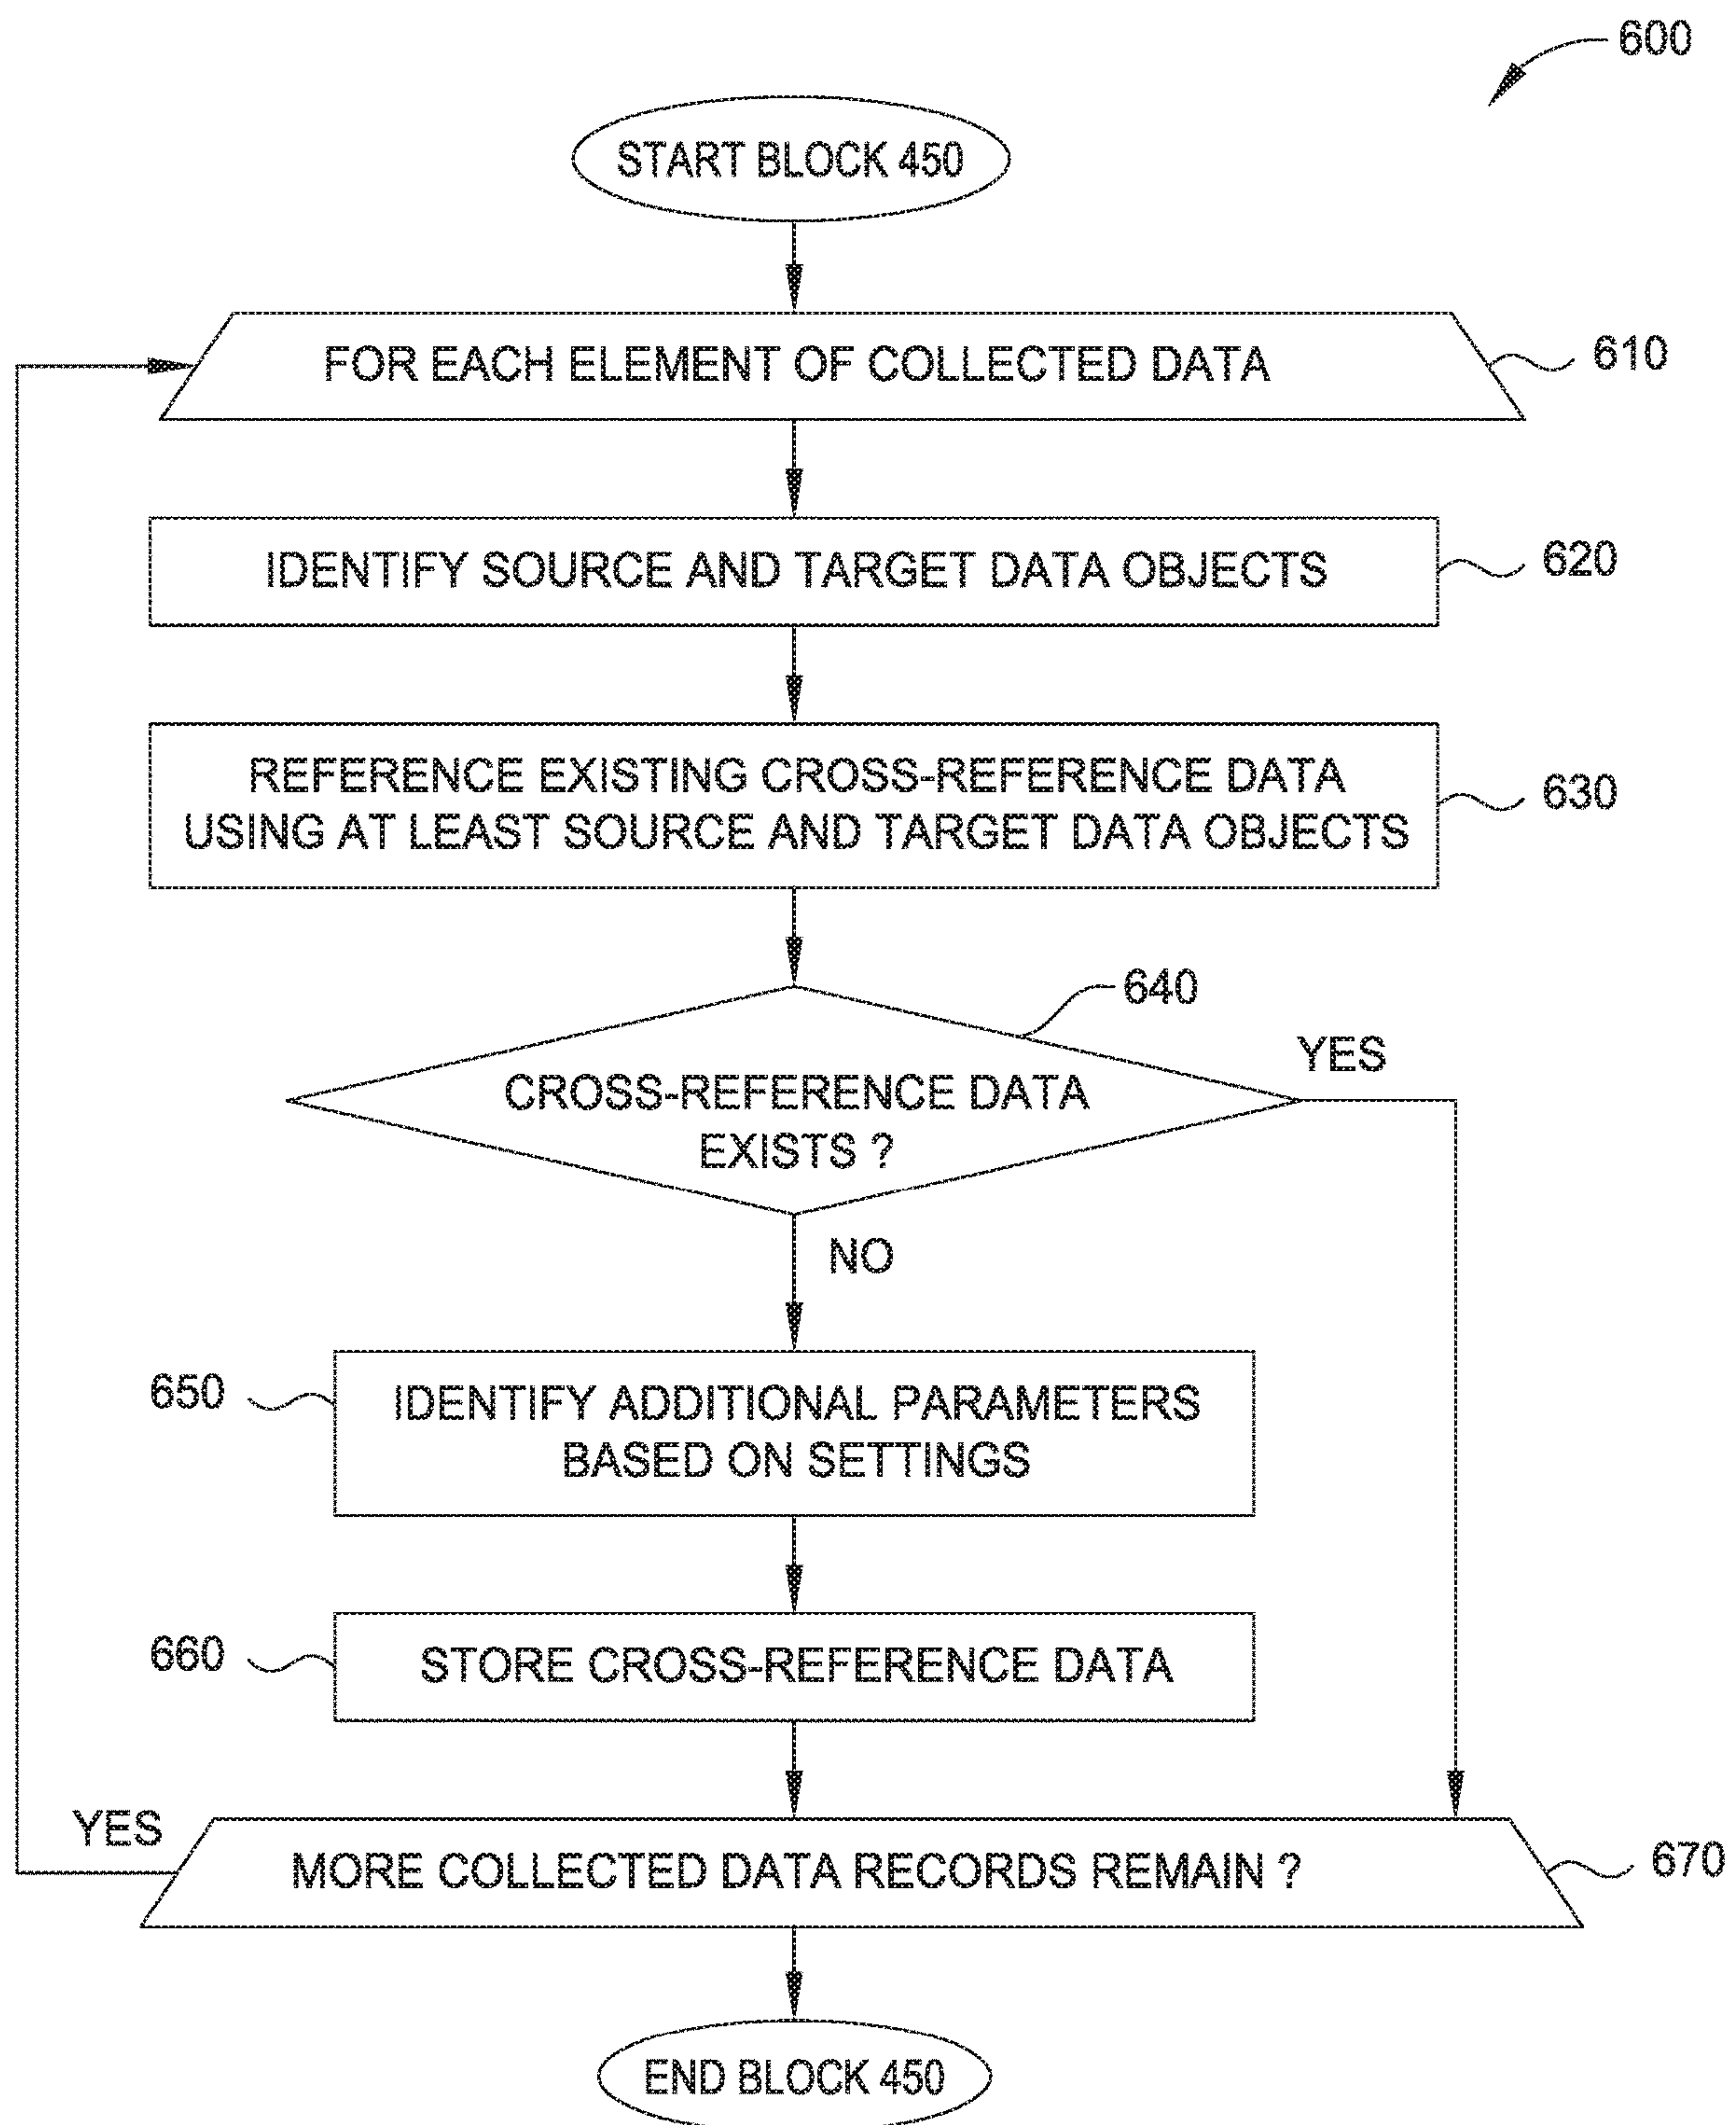 600
START BLOCK 450
FOR EACH ELEMENT OF COLLECTED DATA
610
IDENTIFY SOURCE AND TARGET DATA OBJECTS
620
REFERENCE EXISTING CROSS-REFERENCE DATA
USING AT LEAST SOURCE AND TARGET DATA OBJECTS
630
640
CROSS-REFERENCE DATA
EXISTS ?
YES
NO
650
IDENTIFY ADDITIONAL PARAMETERS
BASED ON SETTINGS
660
STORE CROSS-REFERENCE DATA
YES
MORE COLLECTED DATA RECORDS REMAIN ?
670
END BLOCK 450